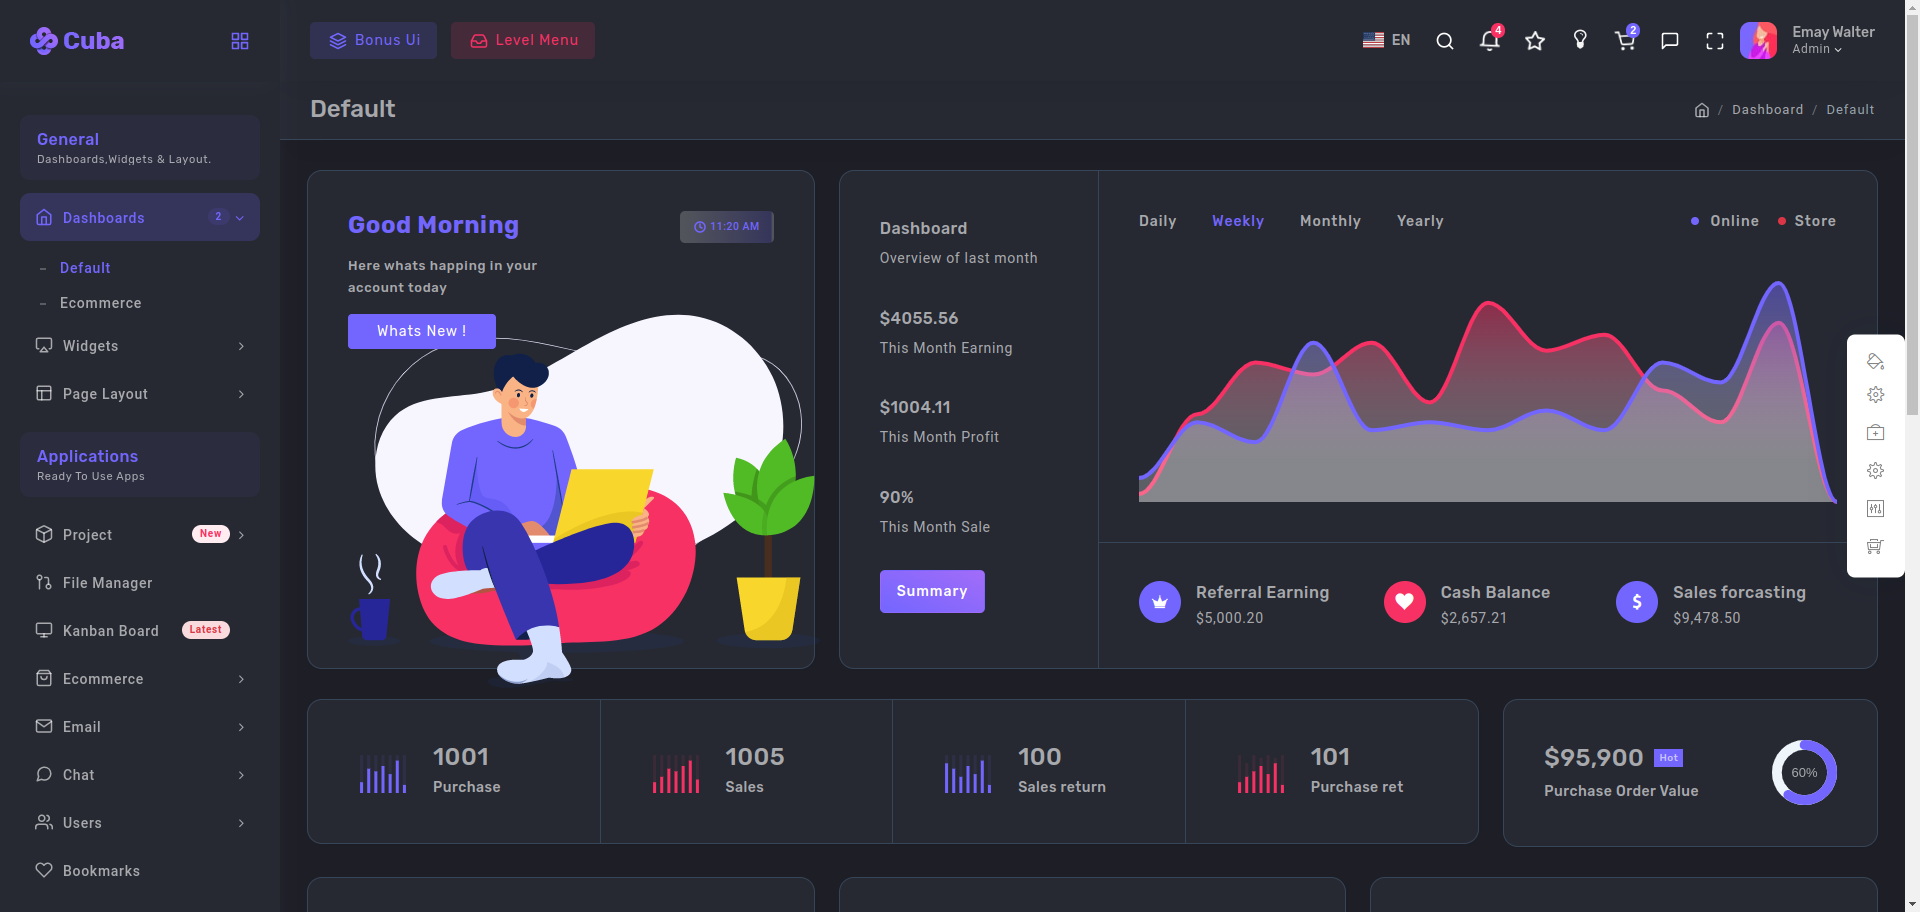 Cuba
Bonus Ui
Level Menu
EN
4
2
Emay Walter
Admin
Default
/ Dashboard / Default
General
Dashboards,Widgets & Layout.
Dashboards
2
Default
Ecommerce
Widgets
Page Layout
Applications
Ready To Use Apps
Project
New
File Manager
Kanban Board
Latest
Ecommerce
Email
Chat
Users
Bookmarks
Good Morning
11:20 AM
Here whats happing in your
account today
Whats New !
Dashboard
Overview of last month
$4055.56
This Month Earning
$1004.11
This Month Profit
90%
This Month Sale
Summary
Daily
Weekly
Monthly
Yearly
Online
Store
Referral Earning
$5,000.20
Cash Balance
$2,657.21
$
Sales forcasting
$9,478.50
1001
Purchase
1005
Sales
100
Sales return
101
Purchase ret
$95,900
Hot
Purchase Order Value
60%